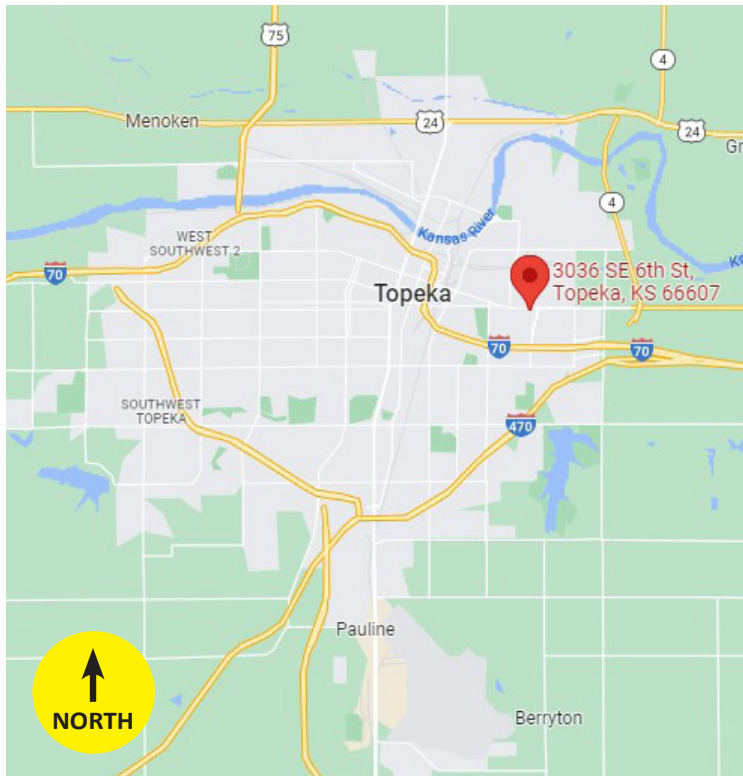 75
4
Menoken
24
24
4
Kansas River
WEST
SOUTHWEST 2
70
3036 SE 6th St,
Topeka, KS 66607
Topeka
70
70
SOUTHWEST
TOPEKA
470
Pauline
NORTH
Berryton